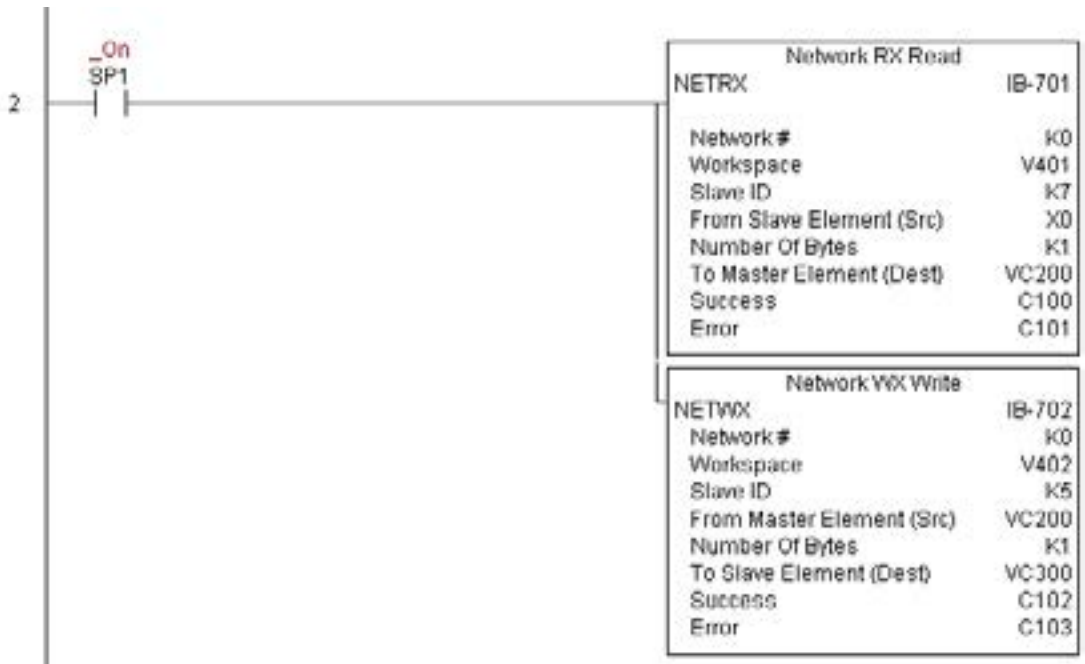 _On
SP1
2
Network RX Read
NETRX IB-701
Network # K0
Workspace V401
Slave ID K7
From Slave Element (Src) X0
Number Of Bytes K1
To Master Element (Dest) VC200
Success C100
Error C101
Network WX Write
NETWX IB-702
Network # K0
Workspace V402
Slave ID K5
From Master Element (Src) VC200
Number Of Bytes K1
To Slave Element (Dest) VC300
Success C102
Error C103